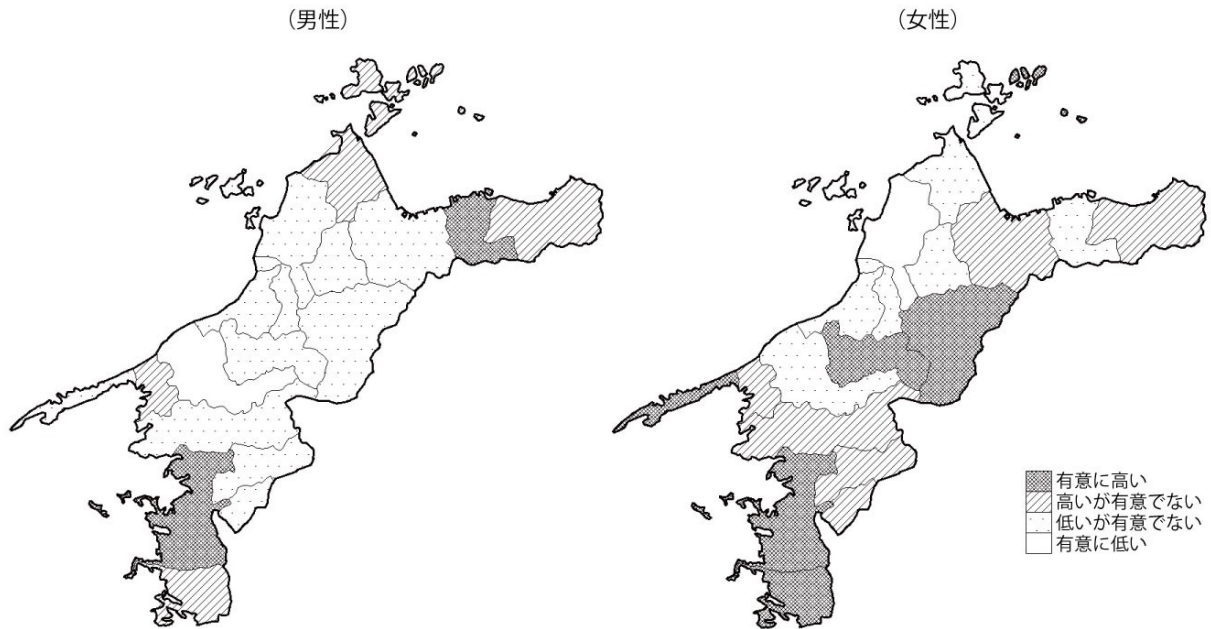 (男性)
(女性)
有意に高い
高いが有意でない
低いが有意でない
有意に低い